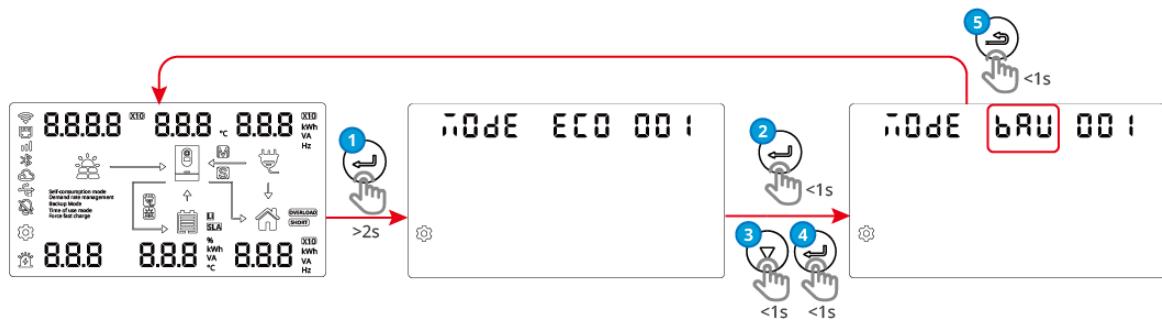 5
<1s
8.8.8.8 X10 8.8.8 °C 8.8.8 X10
kWh
VA
Hz
M
S
Self-consumption mode
Demand rate management
Backup Mode
Time of use mode
Force fast charge
LI
SLA
OVERLOAD
SHORT
8.8.8 8.8.8 %
kWh
VA
°C
8.8.8 X10
kWh
VA
Hz
1
>2s
MODE ECO 001
2
<1s
3 4
<1s <1s
MODE bAU 001